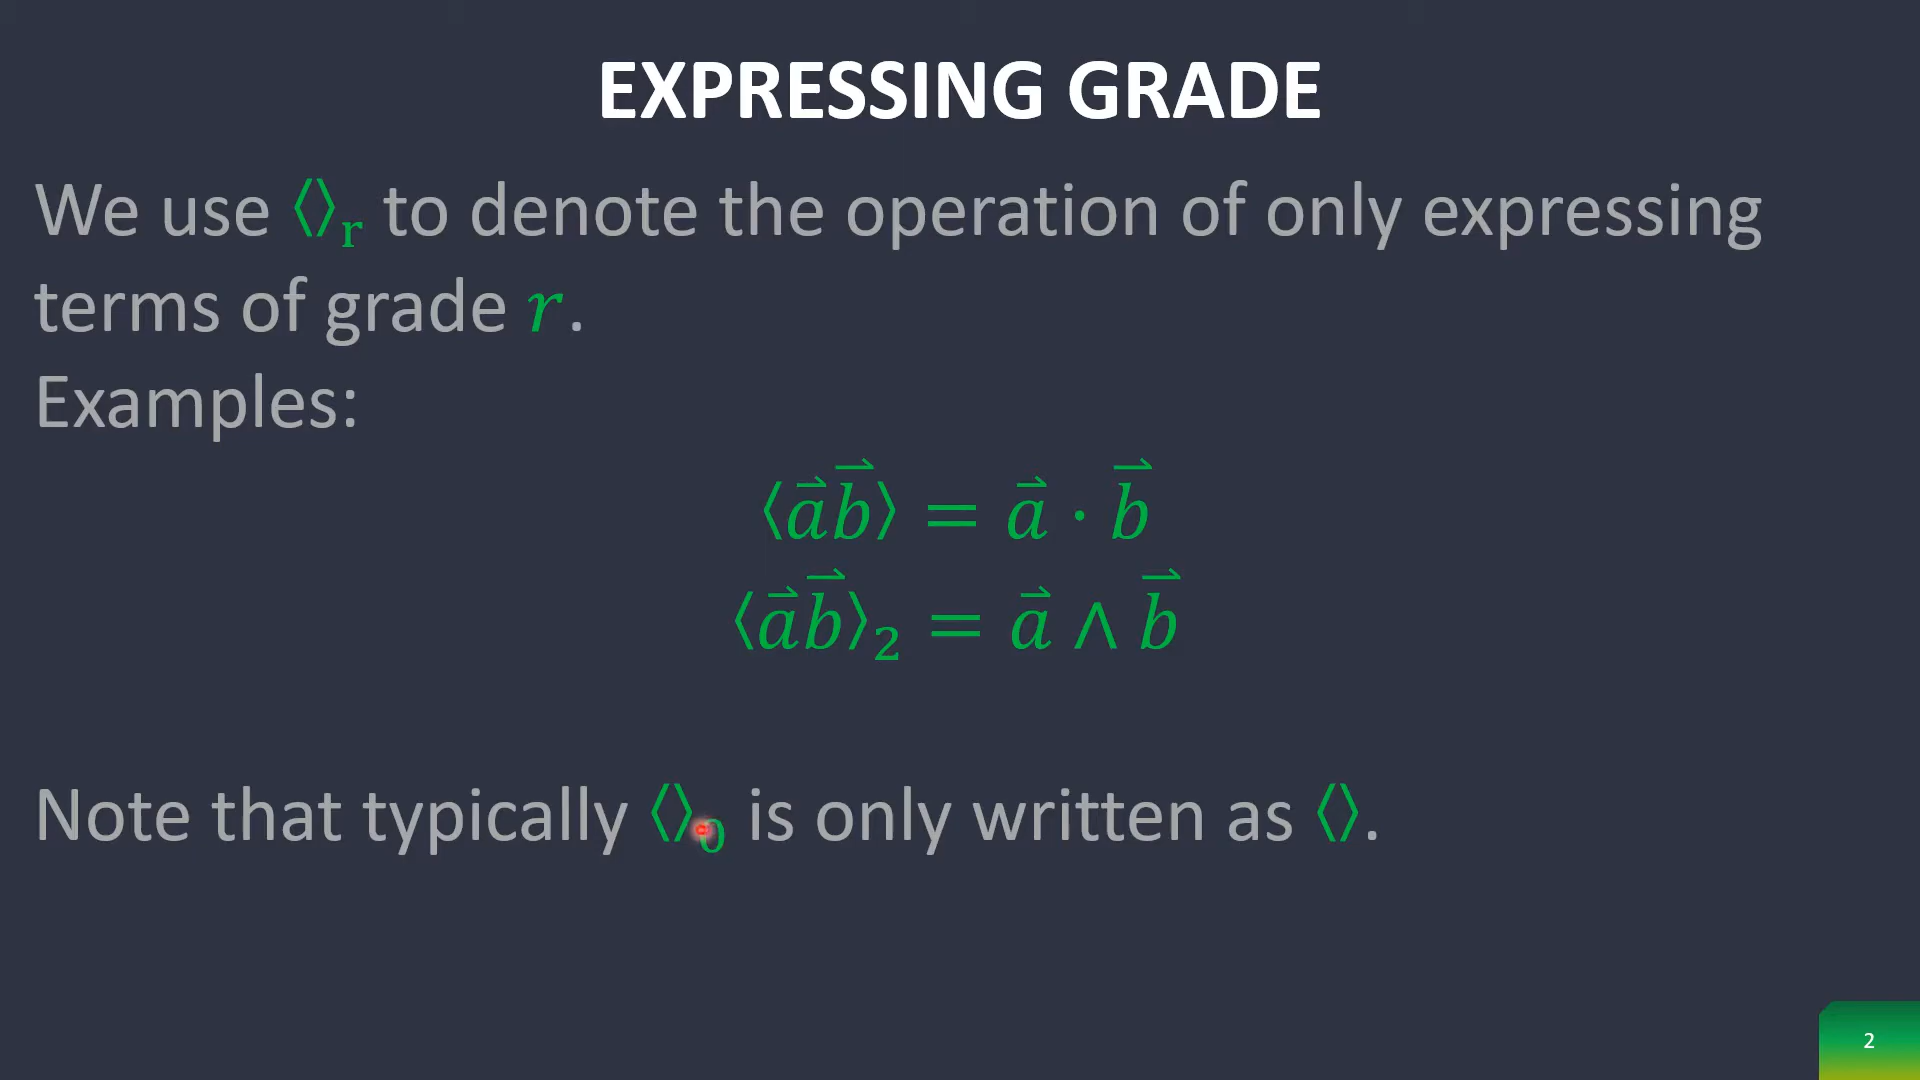 EXPRESSING GRADE
We use ⟨⟩ᵣ to denote the operation of only expressing
terms of grade r.
Examples:
⟨a⃗b⃗⟩ = a⃗ · b⃗
⟨a⃗b⃗⟩₂ = a⃗ ∧ b⃗
Note that typically ⟨⟩₀ is only written as ⟨⟩.
2